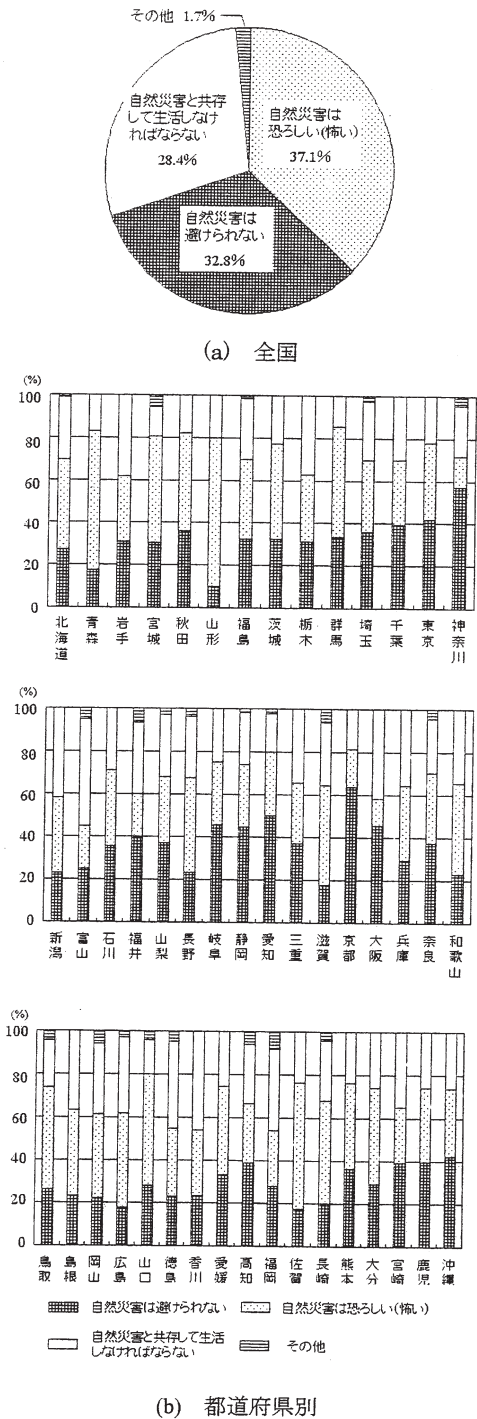 その他 1.7%
自然災害と共存
して生活しなけ
ればならない
28.4%
自然災害は
恐ろしい(怖い)
37.1%
自然災害は
避けられない
32.8%
(a) 全国
(%)
100
80
60
40
20
0
北海道 青森 岩手 宮城 秋田 山形 福島 茨城 栃木 群馬 埼玉 千葉 東京 神奈川
(%)
100
80
60
40
20
0
新潟 富山 石川 福井 山梨 長野 岐阜 静岡 愛知 三重 滋賀 京都 大阪 兵庫 奈良 和歌山
(%)
100
80
60
40
20
0
鳥取 島根 岡山 広島 山口 徳島 香川 愛媛 高知 福岡 佐賀 長崎 熊本 大分 宮崎 鹿児 沖縄
自然災害は避けられない 自然災害は恐ろしい(怖い)
自然災害と共存して生活
しなければならない
その他
(b) 都道府県別